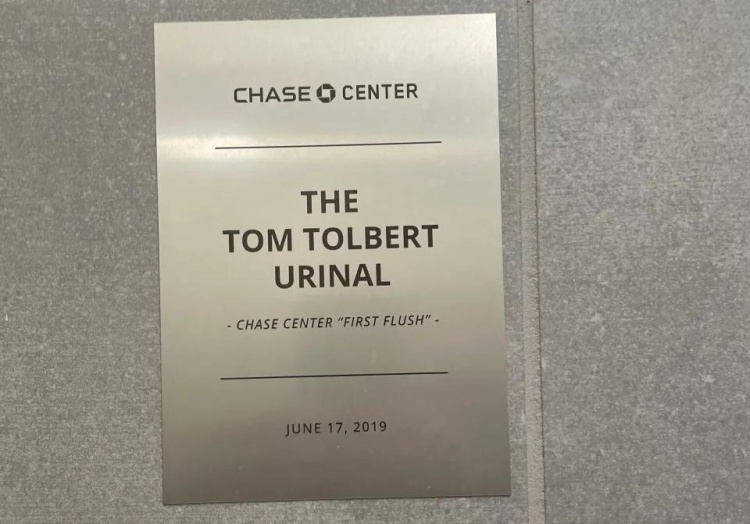 CHASE CENTER
THE
TOM TOLBERT
URINAL
- CHASE CENTER “FIRST FLUSH” -
JUNE 17, 2019